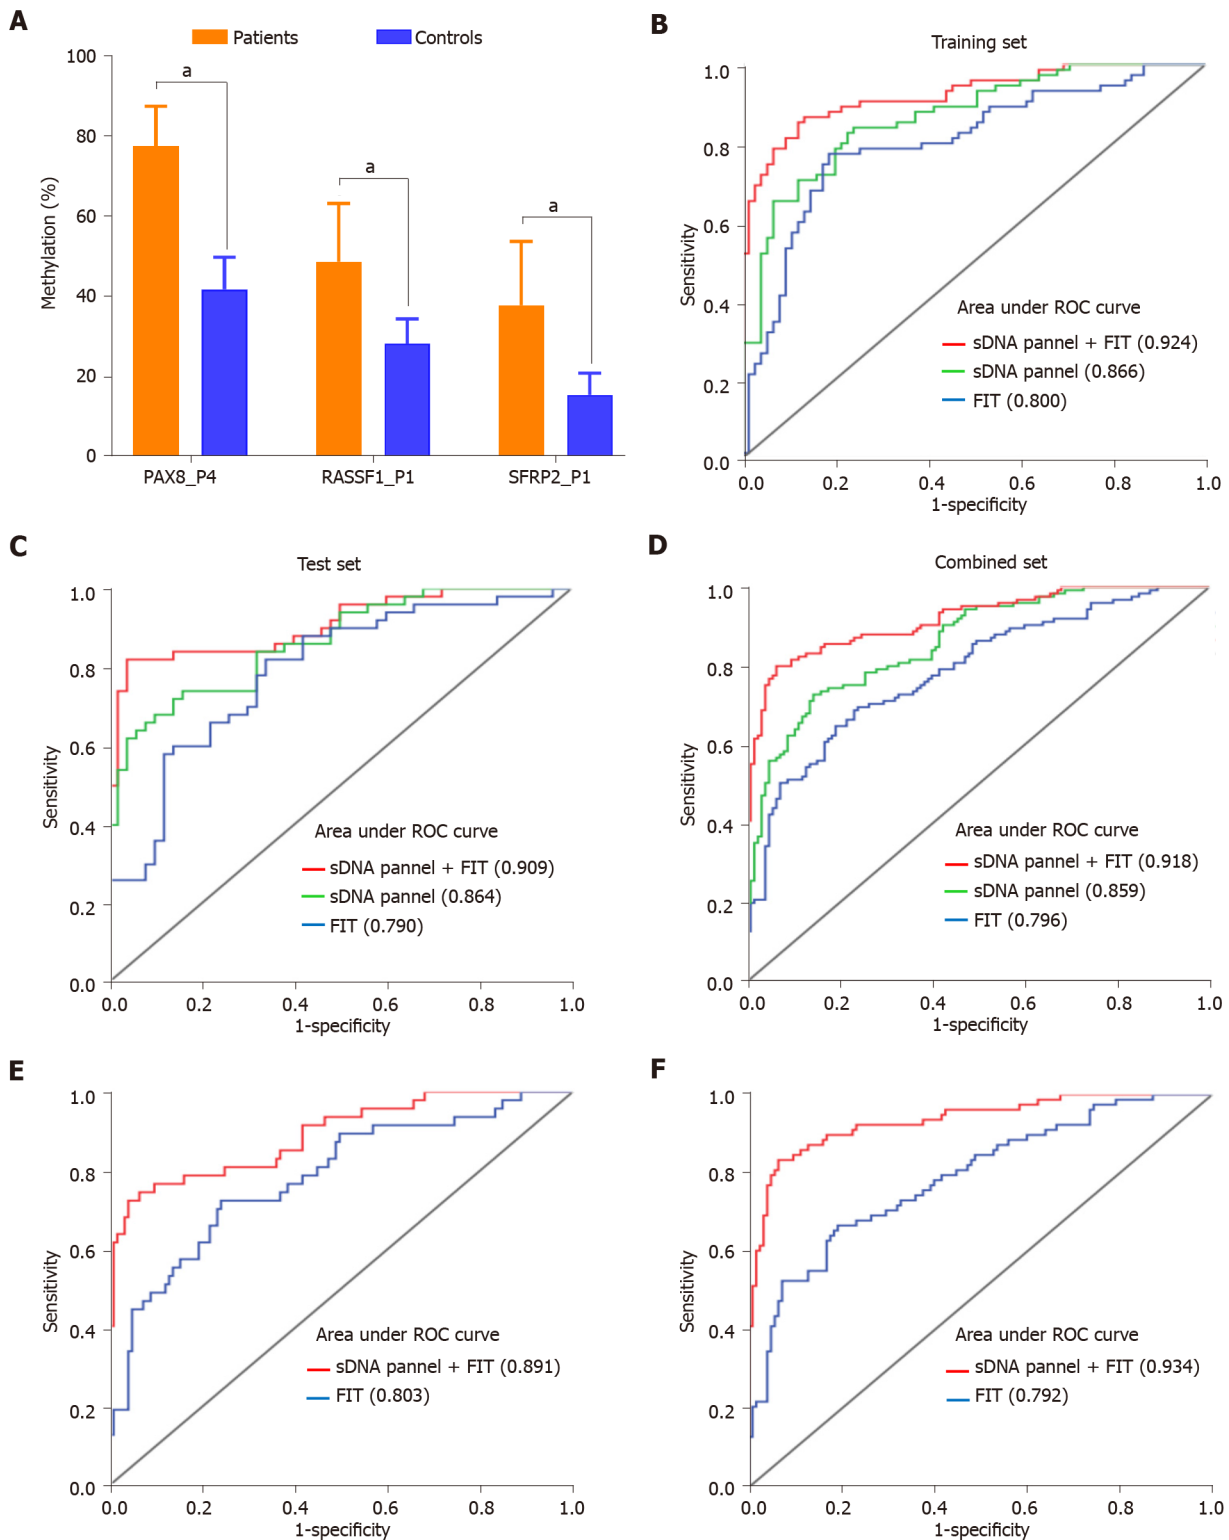 A
Patients
Controls
100
80
60
40
20
0
Methylation (%)
a
a
a
PAX8_P4
RASSF1_P1
SFRP2_P1
B
Training set
1.0
0.8
0.6
0.4
0.2
0.0
Sensitivity
Area under ROC curve
sDNA pannel + FIT (0.924)
sDNA pannel (0.866)
FIT (0.800)
0.0 0.2 0.4 0.6 0.8 1.0
1-specificity
C
Test set
1.0
0.8
0.6
0.4
0.2
0.0
Sensitivity
Area under ROC curve
sDNA pannel + FIT (0.909)
sDNA pannel (0.864)
FIT (0.790)
0.0 0.2 0.4 0.6 0.8 1.0
1-specificity
D
Combined set
1.0
0.8
0.6
0.4
0.2
0.0
Sensitivity
Area under ROC curve
sDNA pannel + FIT (0.918)
sDNA pannel (0.859)
FIT (0.796)
0.0 0.2 0.4 0.6 0.8 1.0
1-specificity
E
1.0
0.8
0.6
0.4
0.2
0.0
Sensitivity
Area under ROC curve
sDNA pannel + FIT (0.891)
FIT (0.803)
0.0 0.2 0.4 0.6 0.8 1.0
1-specificity
F
1.0
0.8
0.6
0.4
0.2
0.0
Sensitivity
Area under ROC curve
sDNA pannel + FIT (0.934)
FIT (0.792)
0.0 0.2 0.4 0.6 0.8 1.0
1-specificity